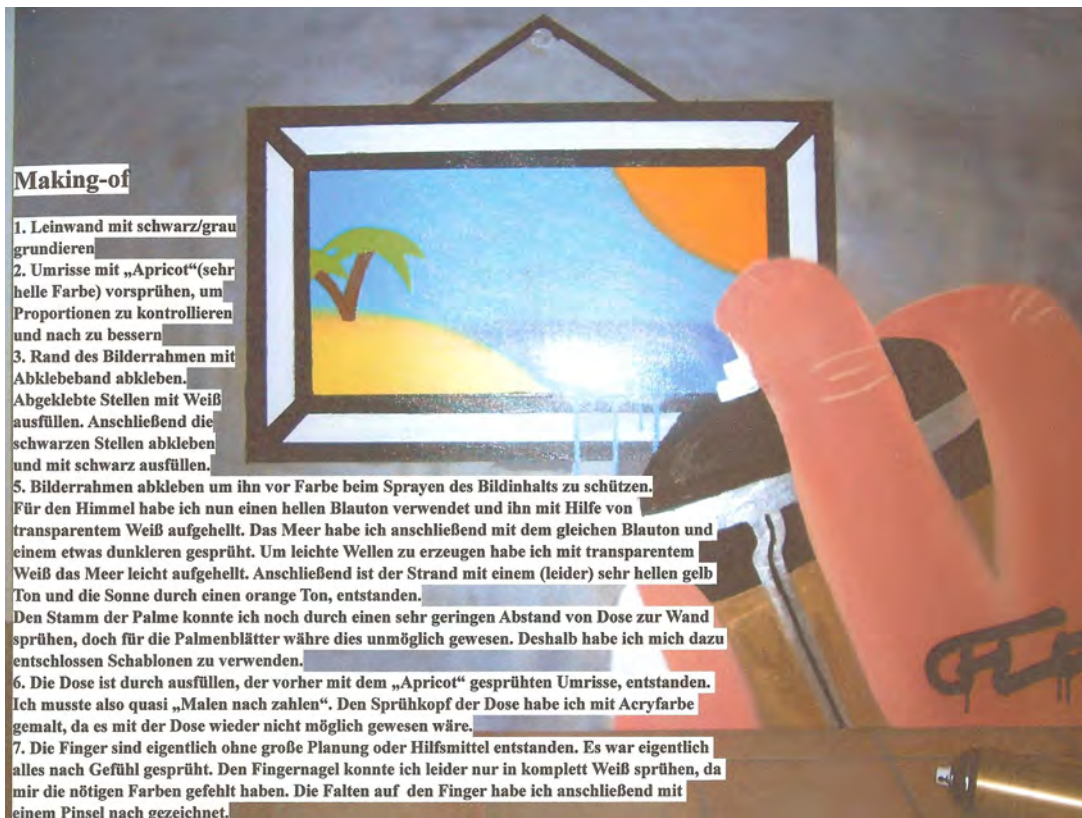 Making-of
1. Leinwand mit schwarz/grau
grundieren
2. Umrisse mit „Apricot“(sehr
helle Farbe) vorsprühen, um
Proportionen zu kontrollieren
und nach zu bessern
3. Rand des Bilderrahmen mit
Abklebeband abkleben.
Abgeklebte Stellen mit Weiß
ausfüllen. Anschließend die
schwarzen Stellen abkleben
und mit schwarz ausfüllen.
5. Bilderrahmen abkleben um ihn vor Farbe beim Sprayen des Bildinhalts zu schützen.
Für den Himmel habe ich nun einen hellen Blauton verwendet und ihn mit Hilfe von
transparentem Weiß aufgehellt. Das Meer habe ich anschließend mit dem gleichen Blauton und
einem etwas dunkleren gesprüht. Um leichte Wellen zu erzeugen habe ich mit transparentem
Weiß das Meer leicht aufgehellt. Anschließend ist der Strand mit einem (leider) sehr hellen gelb
Ton und die Sonne durch einen orange Ton, entstanden.
Den Stamm der Palme konnte ich noch durch einen sehr geringen Abstand von Dose zur Wand
sprühen, doch für die Palmenblätter währe dies unmöglich gewesen. Deshalb habe ich mich dazu
entschlossen Schablonen zu verwenden.
6. Die Dose ist durch ausfüllen, der vorher mit dem „Apricot“ gesprühten Umrisse, entstanden.
Ich musste also quasi „Malen nach zahlen“. Den Sprühkopf der Dose habe ich mit Acryfarbe
gemalt, da es mit der Dose wieder nicht möglich gewesen wäre.
7. Die Finger sind eigentlich ohne große Planung oder Hilfsmittel entstanden. Es war eigentlich
alles nach Gefühl gesprüht. Den Fingernagel konnte ich leider nur in komplett Weiß sprühen, da
mir die nötigen Farben gefehlt haben. Die Falten auf den Finger habe ich anschließend mit
einem Pinsel nach gezeichnet.